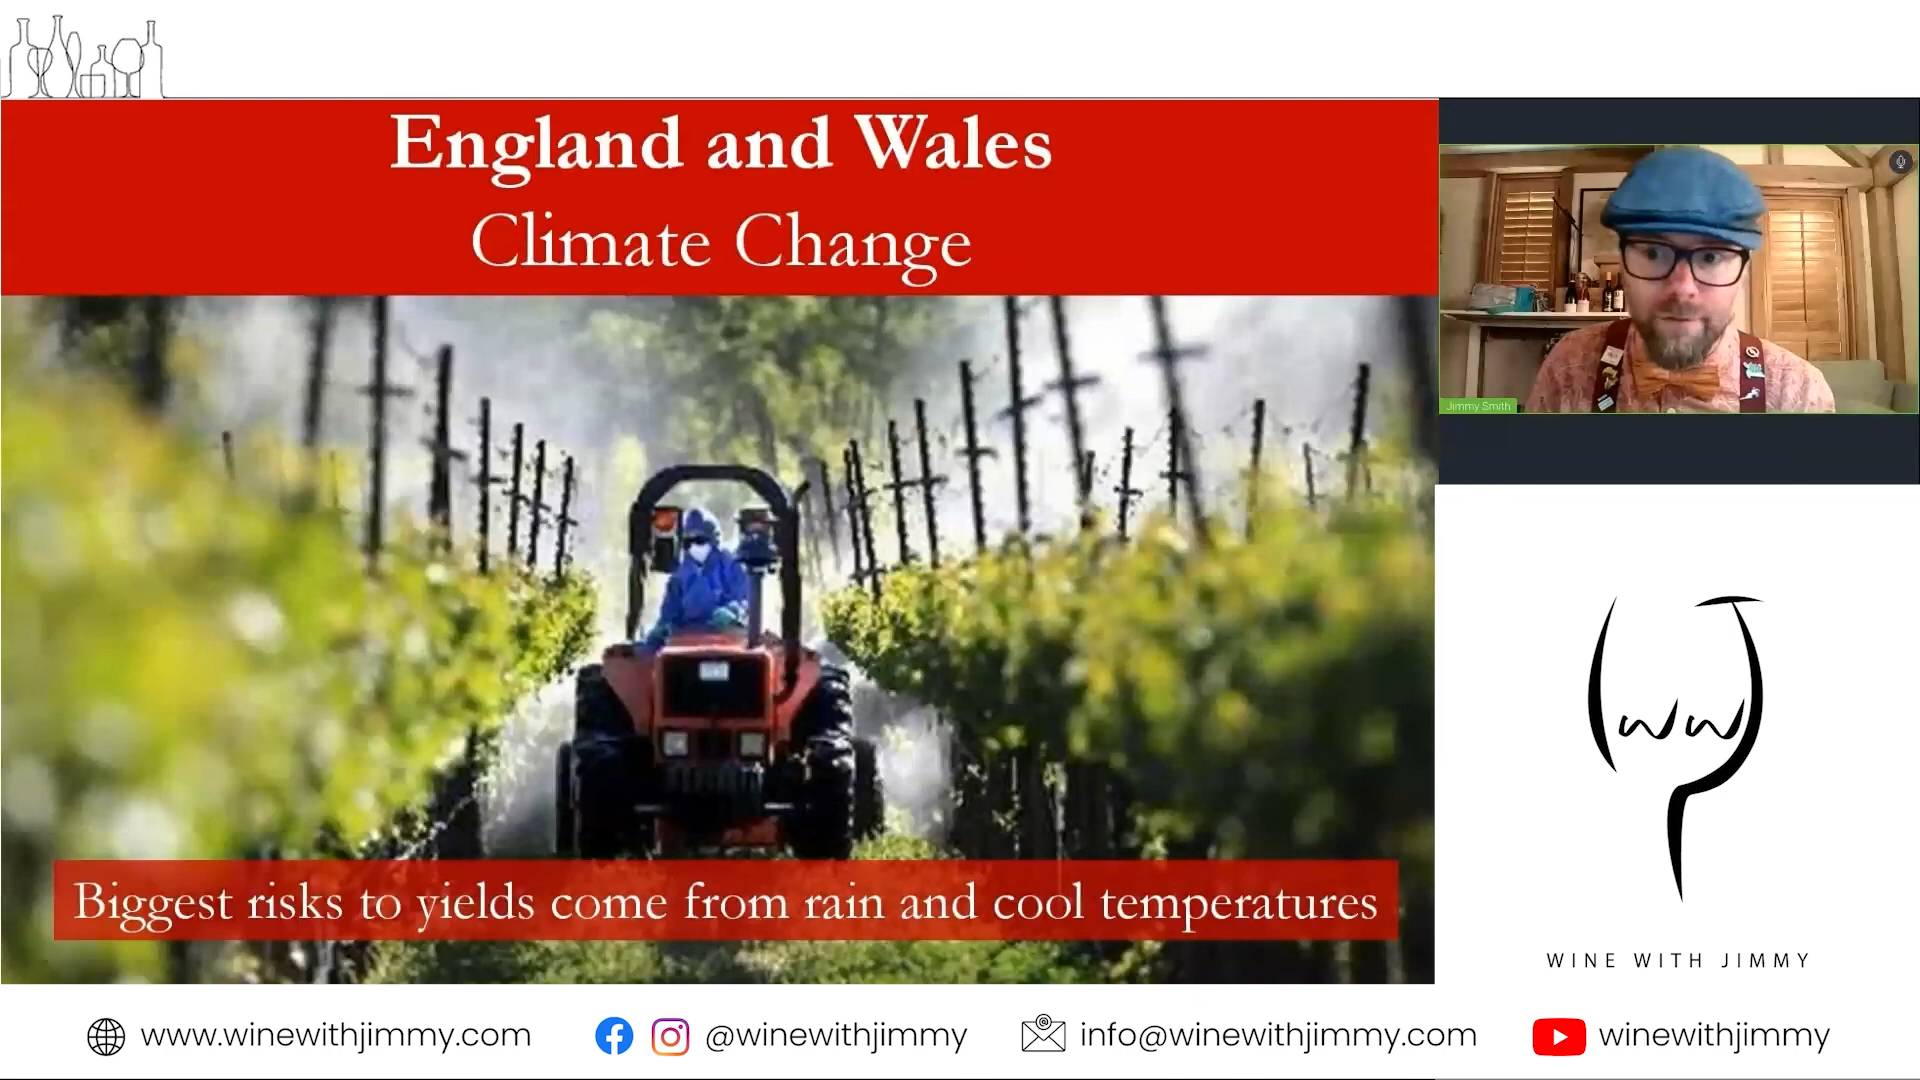 England and Wales
Climate Change
Jimmy Smith
Biggest risks to yields come from rain and cool temperatures
ww
WINE WITH JIMMY
www.winewithjimmy.com
@winewithjimmy
info@winewithjimmy.com
winewithjimmy